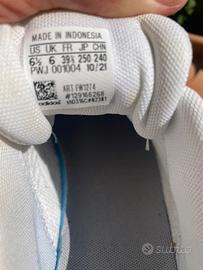 MADE IN INDONESIA
US UK FR JP CHN
6½ 6 39⅓ 250 240
PWJ 001004 10/21
ART FW1274
#129166268
adidas
subito